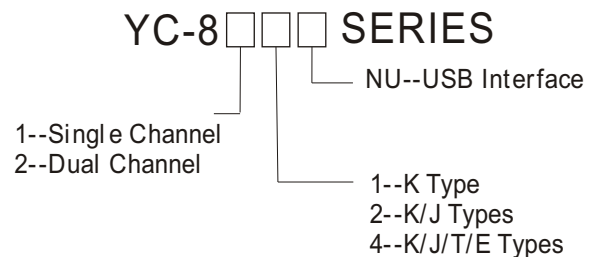 YC-8□□□ SERIES
NU--USB Interface
1--Single Channel
2--Dual Channel
1--K Type
2--K/J Types
4--K/J/T/E Types